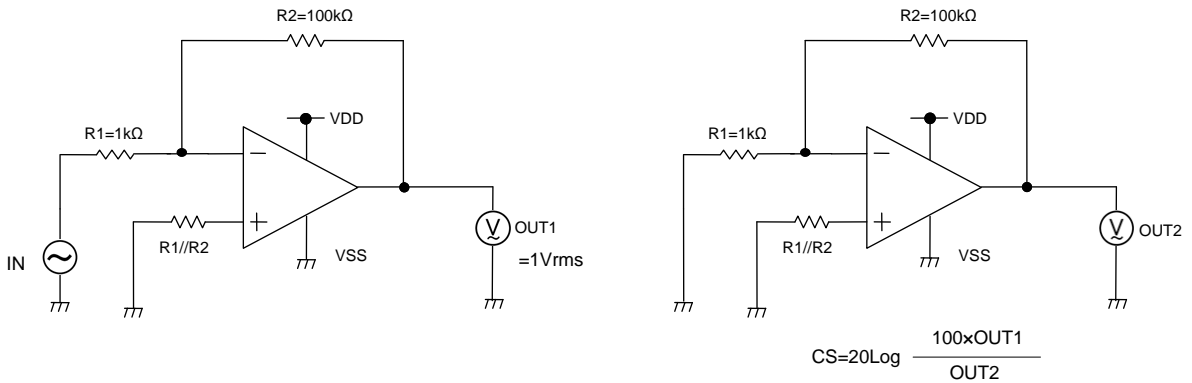 R2=100kΩ
VDD
R1=1kΩ
R1//R2
VSS
IN
OUT1
=1Vrms
R2=100kΩ
VDD
R1=1kΩ
R1//R2
VSS
OUT2
CS=20Log 100×OUT1
OUT2